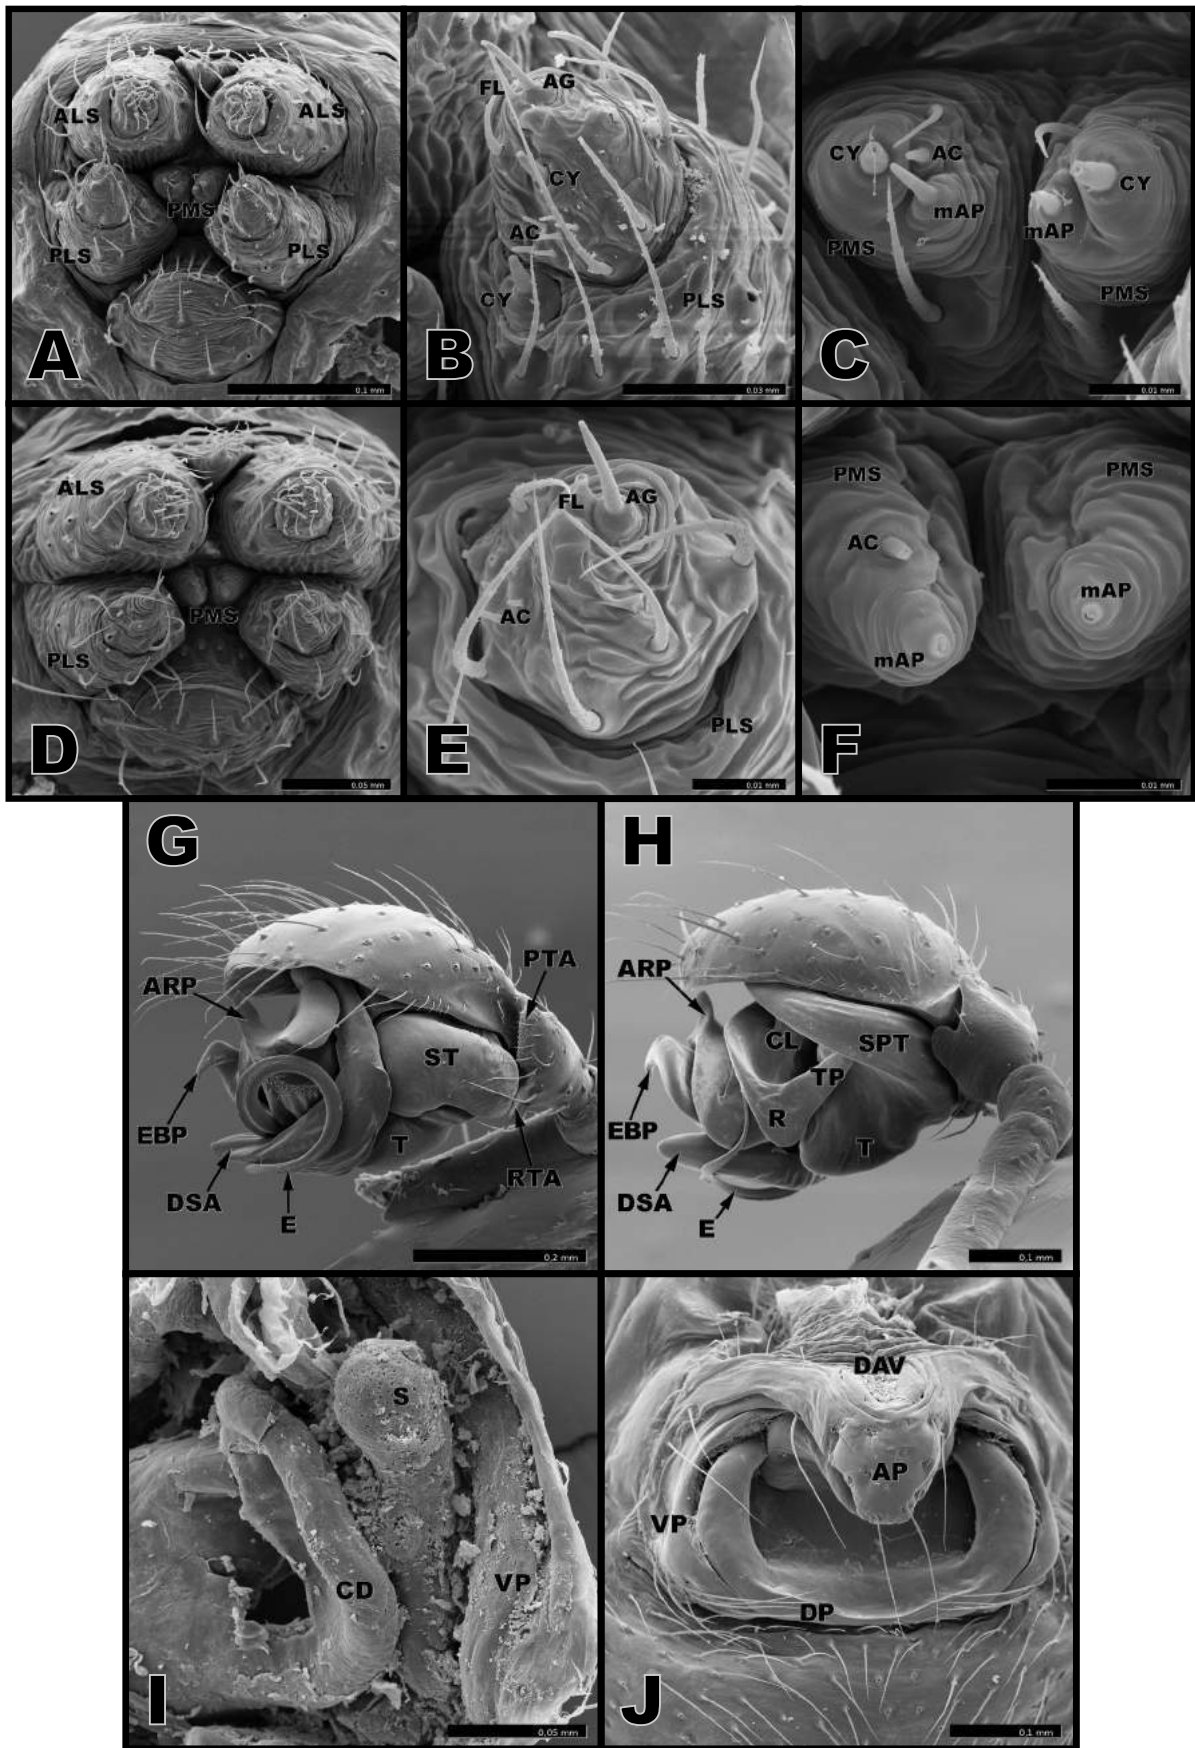 ALS
ALS
PMS
PLS
PLS
A
0.1 mm
FL
AG
CY
AC
CY
PLS
B
0.03 mm
CY
AC
mAP
CY
mAP
PMS
PMS
C
0.01 mm
ALS
PMS
PLS
D
0.05 mm
FL
AG
AC
PLS
E
0.01 mm
PMS
PMS
AC
mAP
mAP
F
0.01 mm
G
PTA
ARP
ST
EBP
T
DSA
RTA
E
0.2 mm
H
ARP
CL
SPT
TP
R
EBP
T
DSA
E
0.1 mm
S
CD
VP
I
0.05 mm
DAV
AP
VP
DP
J
0.1 mm